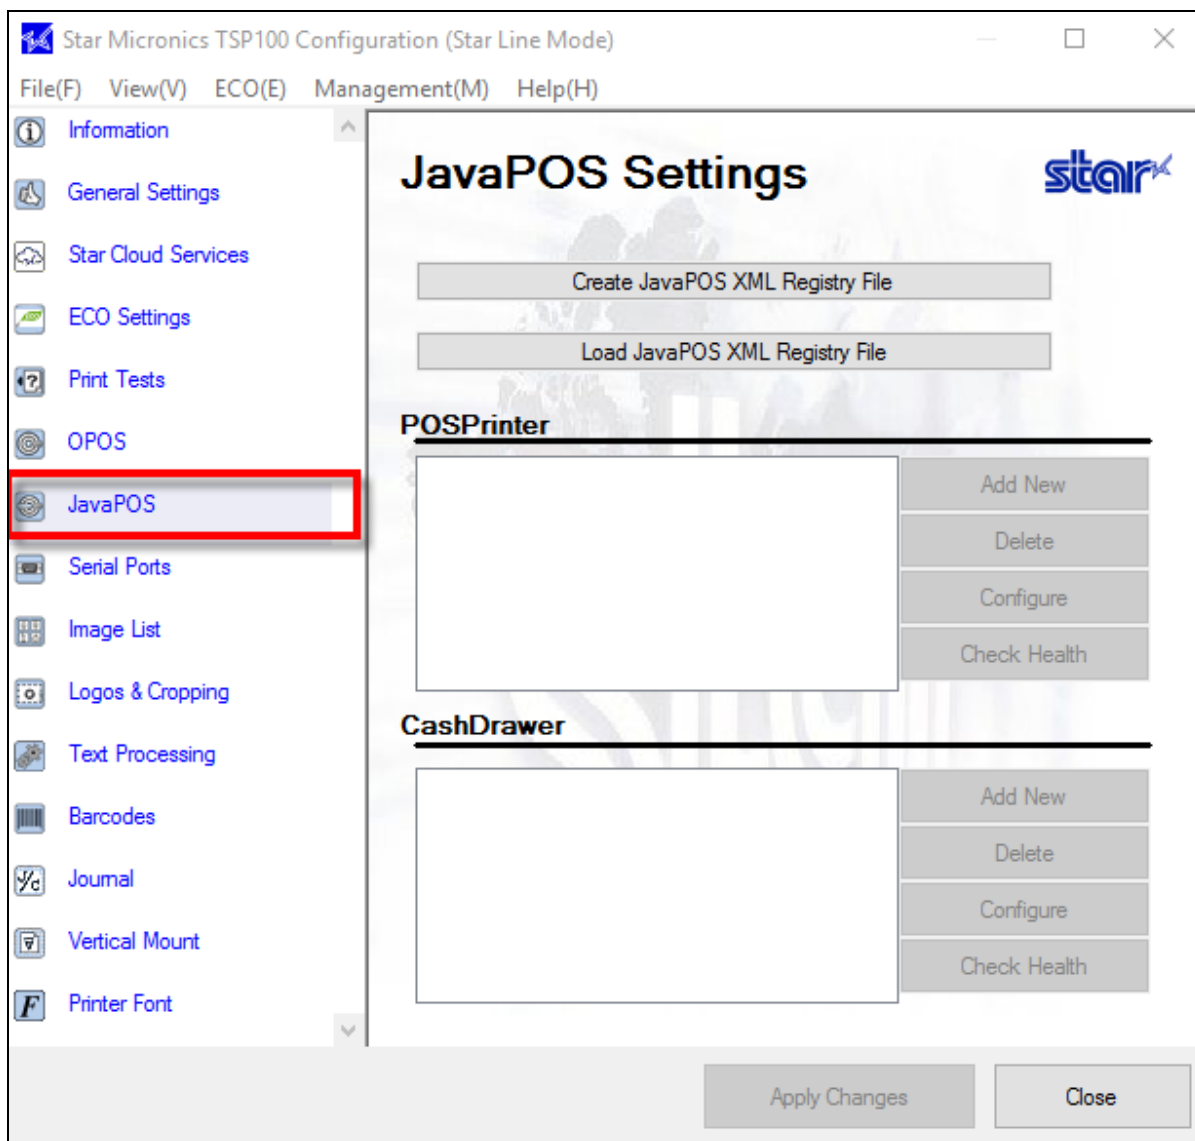 Star Micronics TSP100 Configuration (Star Line Mode)
File(F) View(V) ECO(E) Management(M) Help(H)
Information
General Settings
Star Cloud Services
ECO Settings
Print Tests
OPOS
JavaPOS
Serial Ports
Image List
Logos & Cropping
Text Processing
Barcodes
Journal
Vertical Mount
Printer Font
JavaPOS Settings
star
Create JavaPOS XML Registry File
Load JavaPOS XML Registry File
POSPrinter
Add New
Delete
Configure
Check Health
CashDrawer
Add New
Delete
Configure
Check Health
Apply Changes
Close